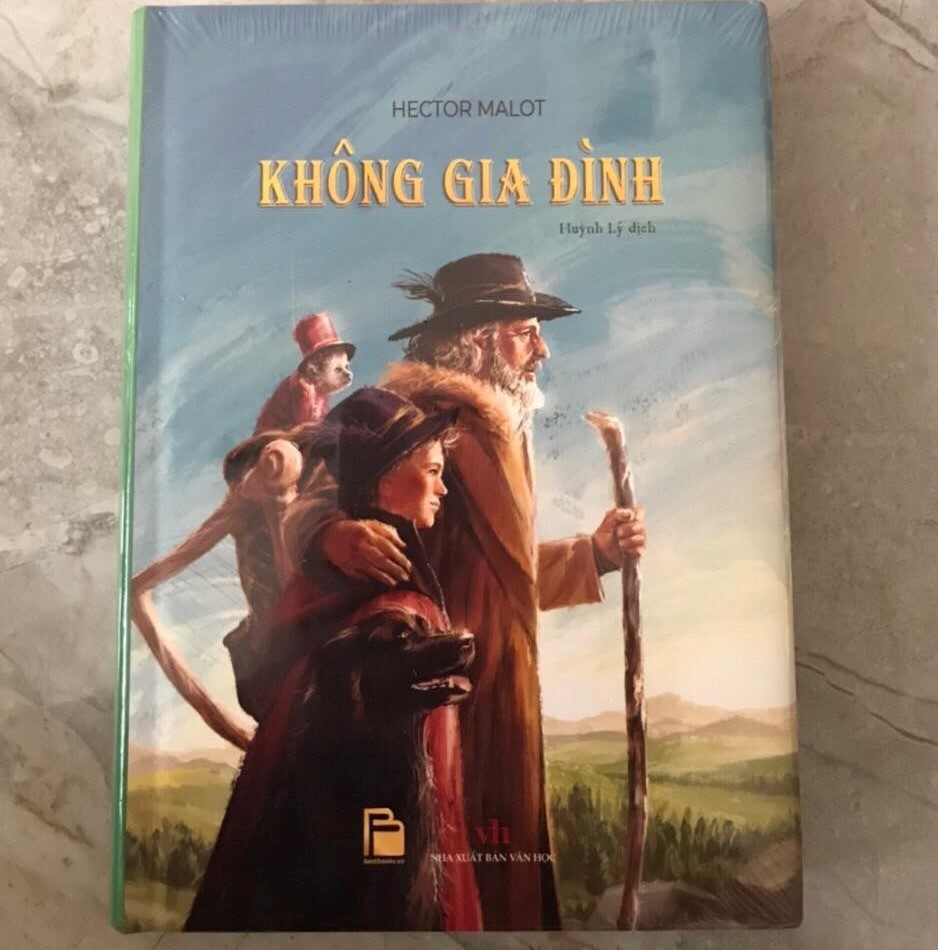 HECTOR MALOT
KHÔNG GIA ĐÌNH
Huỳnh Lý dịch
vh
NHÀ XUẤT BẢN VĂN HỌC